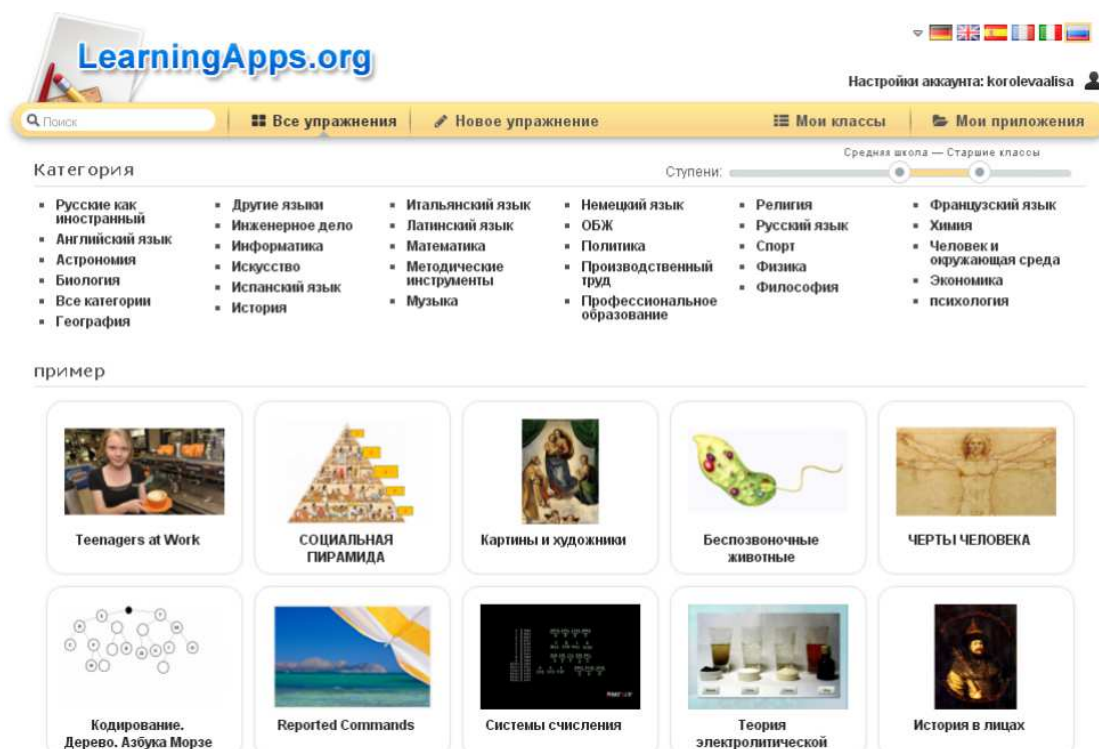 LearningApps.org
Настройки аккаунта: korolevaalisa
Поиск
Все упражнения
Новое упражнение
Мои классы
Мои приложения
Категория
Ступени:
Средняя школа — Старшие классы
Русские как
иностранный
Английский язык
Астрономия
Биология
Все категории
География
Другие языки
Инженерное дело
Информатика
Искусство
Испанский язык
История
Итальянский язык
Латинский язык
Математика
Методические
инструменты
Музыка
Немецкий язык
ОБЖ
Политика
Производственный
труд
Профессиональное
образование
Религия
Русский язык
Спорт
Физика
Философия
Французский язык
Химия
Человек и
окружающая среда
Экономика
психология
пример
Teenagers at Work
СОЦИАЛЬНАЯ
ПИРАМИДА
Картины и художники
Беспозвоночные
животные
ЧЕРТЫ ЧЕЛОВЕКА
Кодирование.
Дерево. Азбука Морзе
Reported Commands
Системы счисления
Теория
электролитической
История в лицах